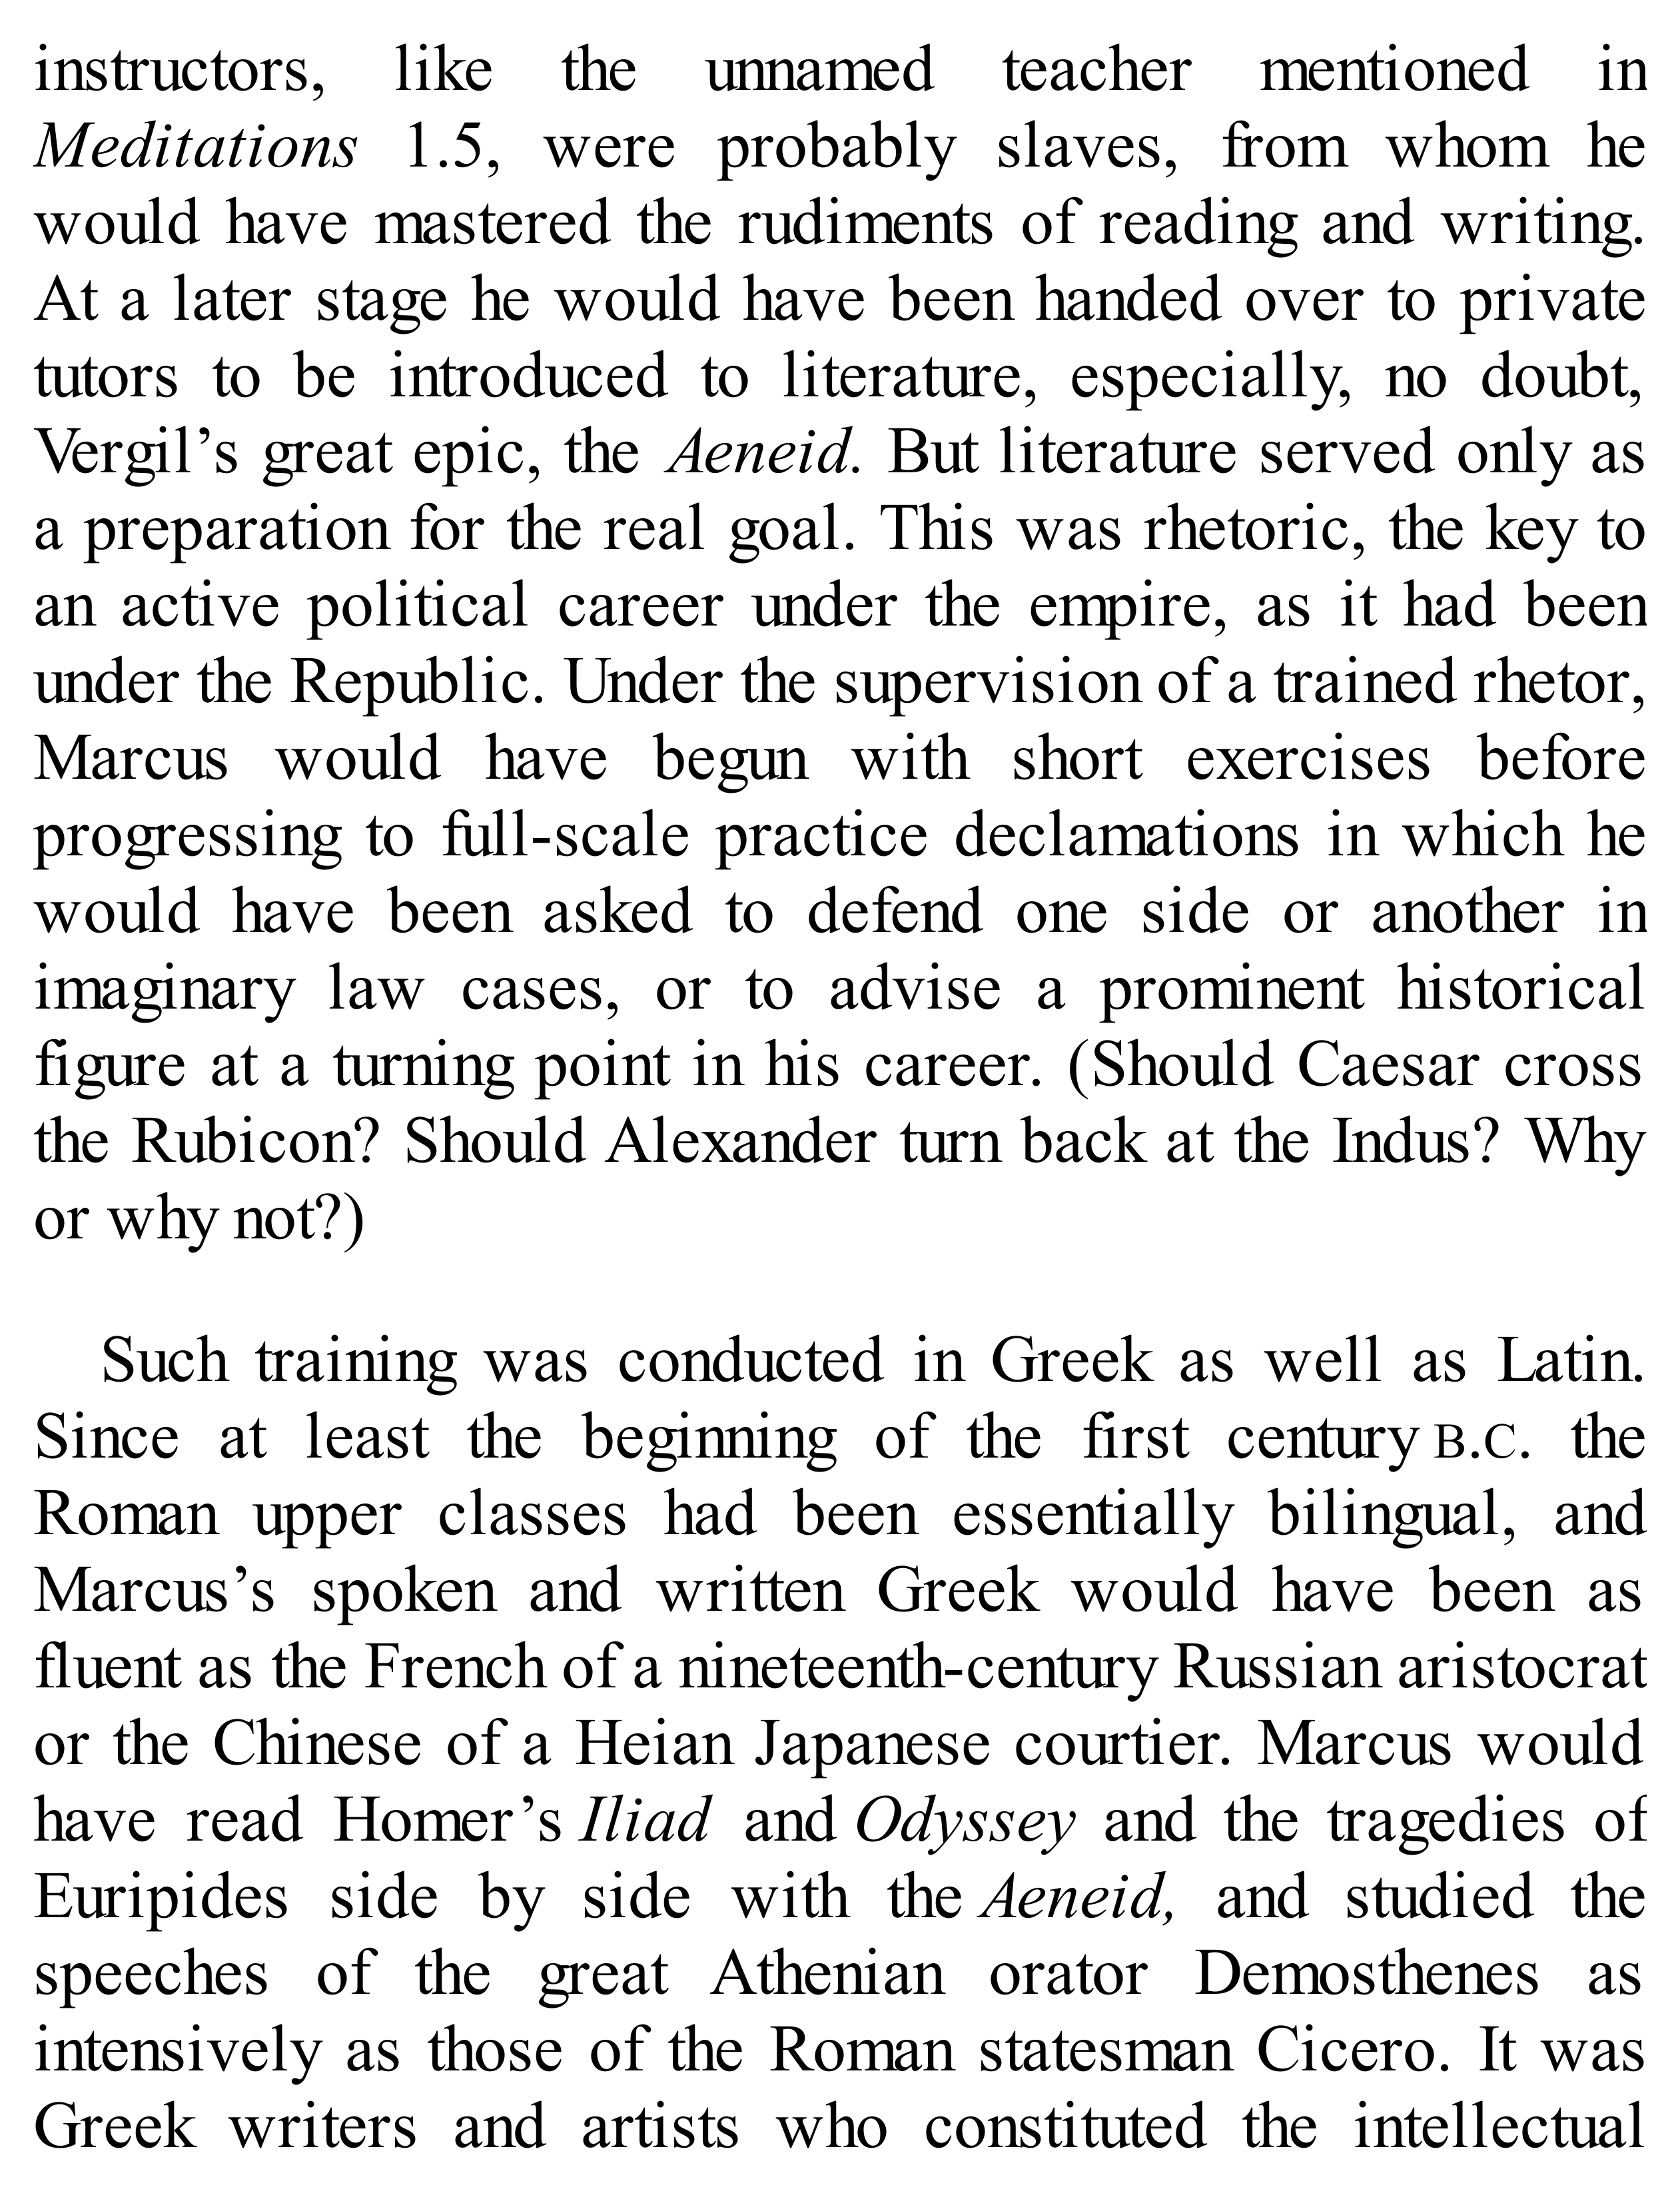 instructors, like the unnamed teacher mentioned in
Meditations 1.5, were probably slaves, from whom he
would have mastered the rudiments of reading and writing.
At a later stage he would have been handed over to private
tutors to be introduced to literature, especially, no doubt,
Vergil’s great epic, the Aeneid. But literature served only as
a preparation for the real goal. This was rhetoric, the key to
an active political career under the empire, as it had been
under the Republic. Under the supervision of a trained rhetor,
Marcus would have begun with short exercises before
progressing to full-scale practice declamations in which he
would have been asked to defend one side or another in
imaginary law cases, or to advise a prominent historical
figure at a turning point in his career. (Should Caesar cross
the Rubicon? Should Alexander turn back at the Indus? Why
or why not?)
Such training was conducted in Greek as well as Latin.
Since at least the beginning of the first century B.C. the
Roman upper classes had been essentially bilingual, and
Marcus’s spoken and written Greek would have been as
fluent as the French of a nineteenth-century Russian aristocrat
or the Chinese of a Heian Japanese courtier. Marcus would
have read Homer’s Iliad and Odyssey and the tragedies of
Euripides side by side with the Aeneid, and studied the
speeches of the great Athenian orator Demosthenes as
intensively as those of the Roman statesman Cicero. It was
Greek writers and artists who constituted the intellectual